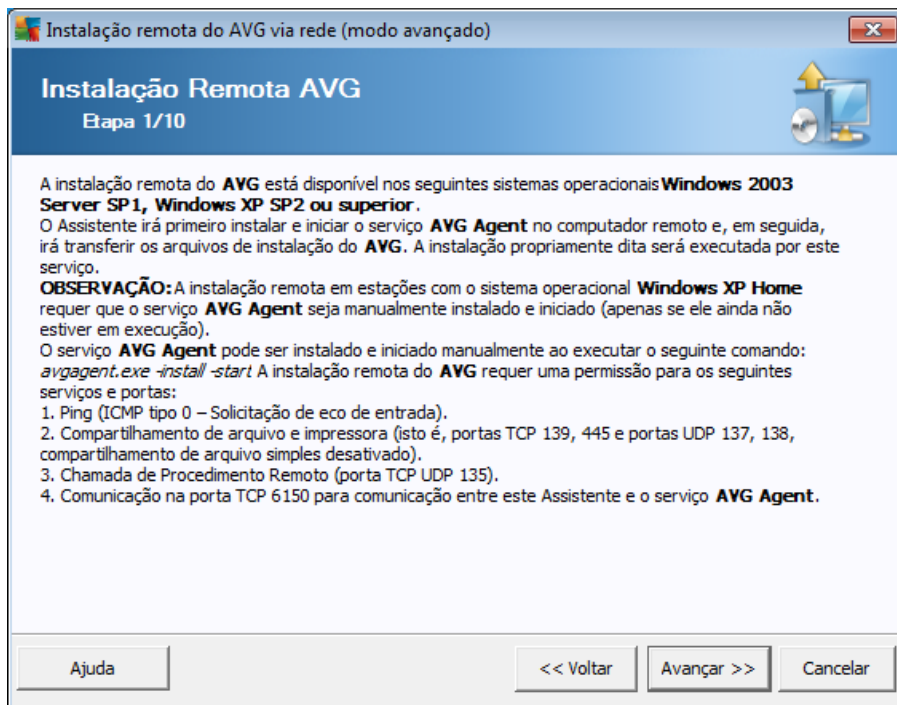 Instalação remota do AVG via rede (modo avançado)
Instalação Remota AVG
Etapa 1/10
A instalação remota do AVG está disponível nos seguintes sistemas operacionais Windows 2003
Server SP1, Windows XP SP2 ou superior.
O Assistente irá primeiro instalar e iniciar o serviço AVG Agent no computador remoto e, em seguida,
irá transferir os arquivos de instalação do AVG. A instalação propriamente dita será executada por este
serviço.
OBSERVAÇÃO: A instalação remota em estações com o sistema operacional Windows XP Home
requer que o serviço AVG Agent seja manualmente instalado e iniciado (apenas se ele ainda não
estiver em execução).
O serviço AVG Agent pode ser instalado e iniciado manualmente ao executar o seguinte comando:
avgagent.exe -install -start A instalação remota do AVG requer uma permissão para os seguintes
serviços e portas:
1. Ping (ICMP tipo 0 – Solicitação de eco de entrada).
2. Compartilhamento de arquivo e impressora (isto é, portas TCP 139, 445 e portas UDP 137, 138,
compartilhamento de arquivo simples desativado).
3. Chamada de Procedimento Remoto (porta TCP UDP 135).
4. Comunicação na porta TCP 6150 para comunicação entre este Assistente e o serviço AVG Agent.
Ajuda
<< Voltar
Avançar >>
Cancelar